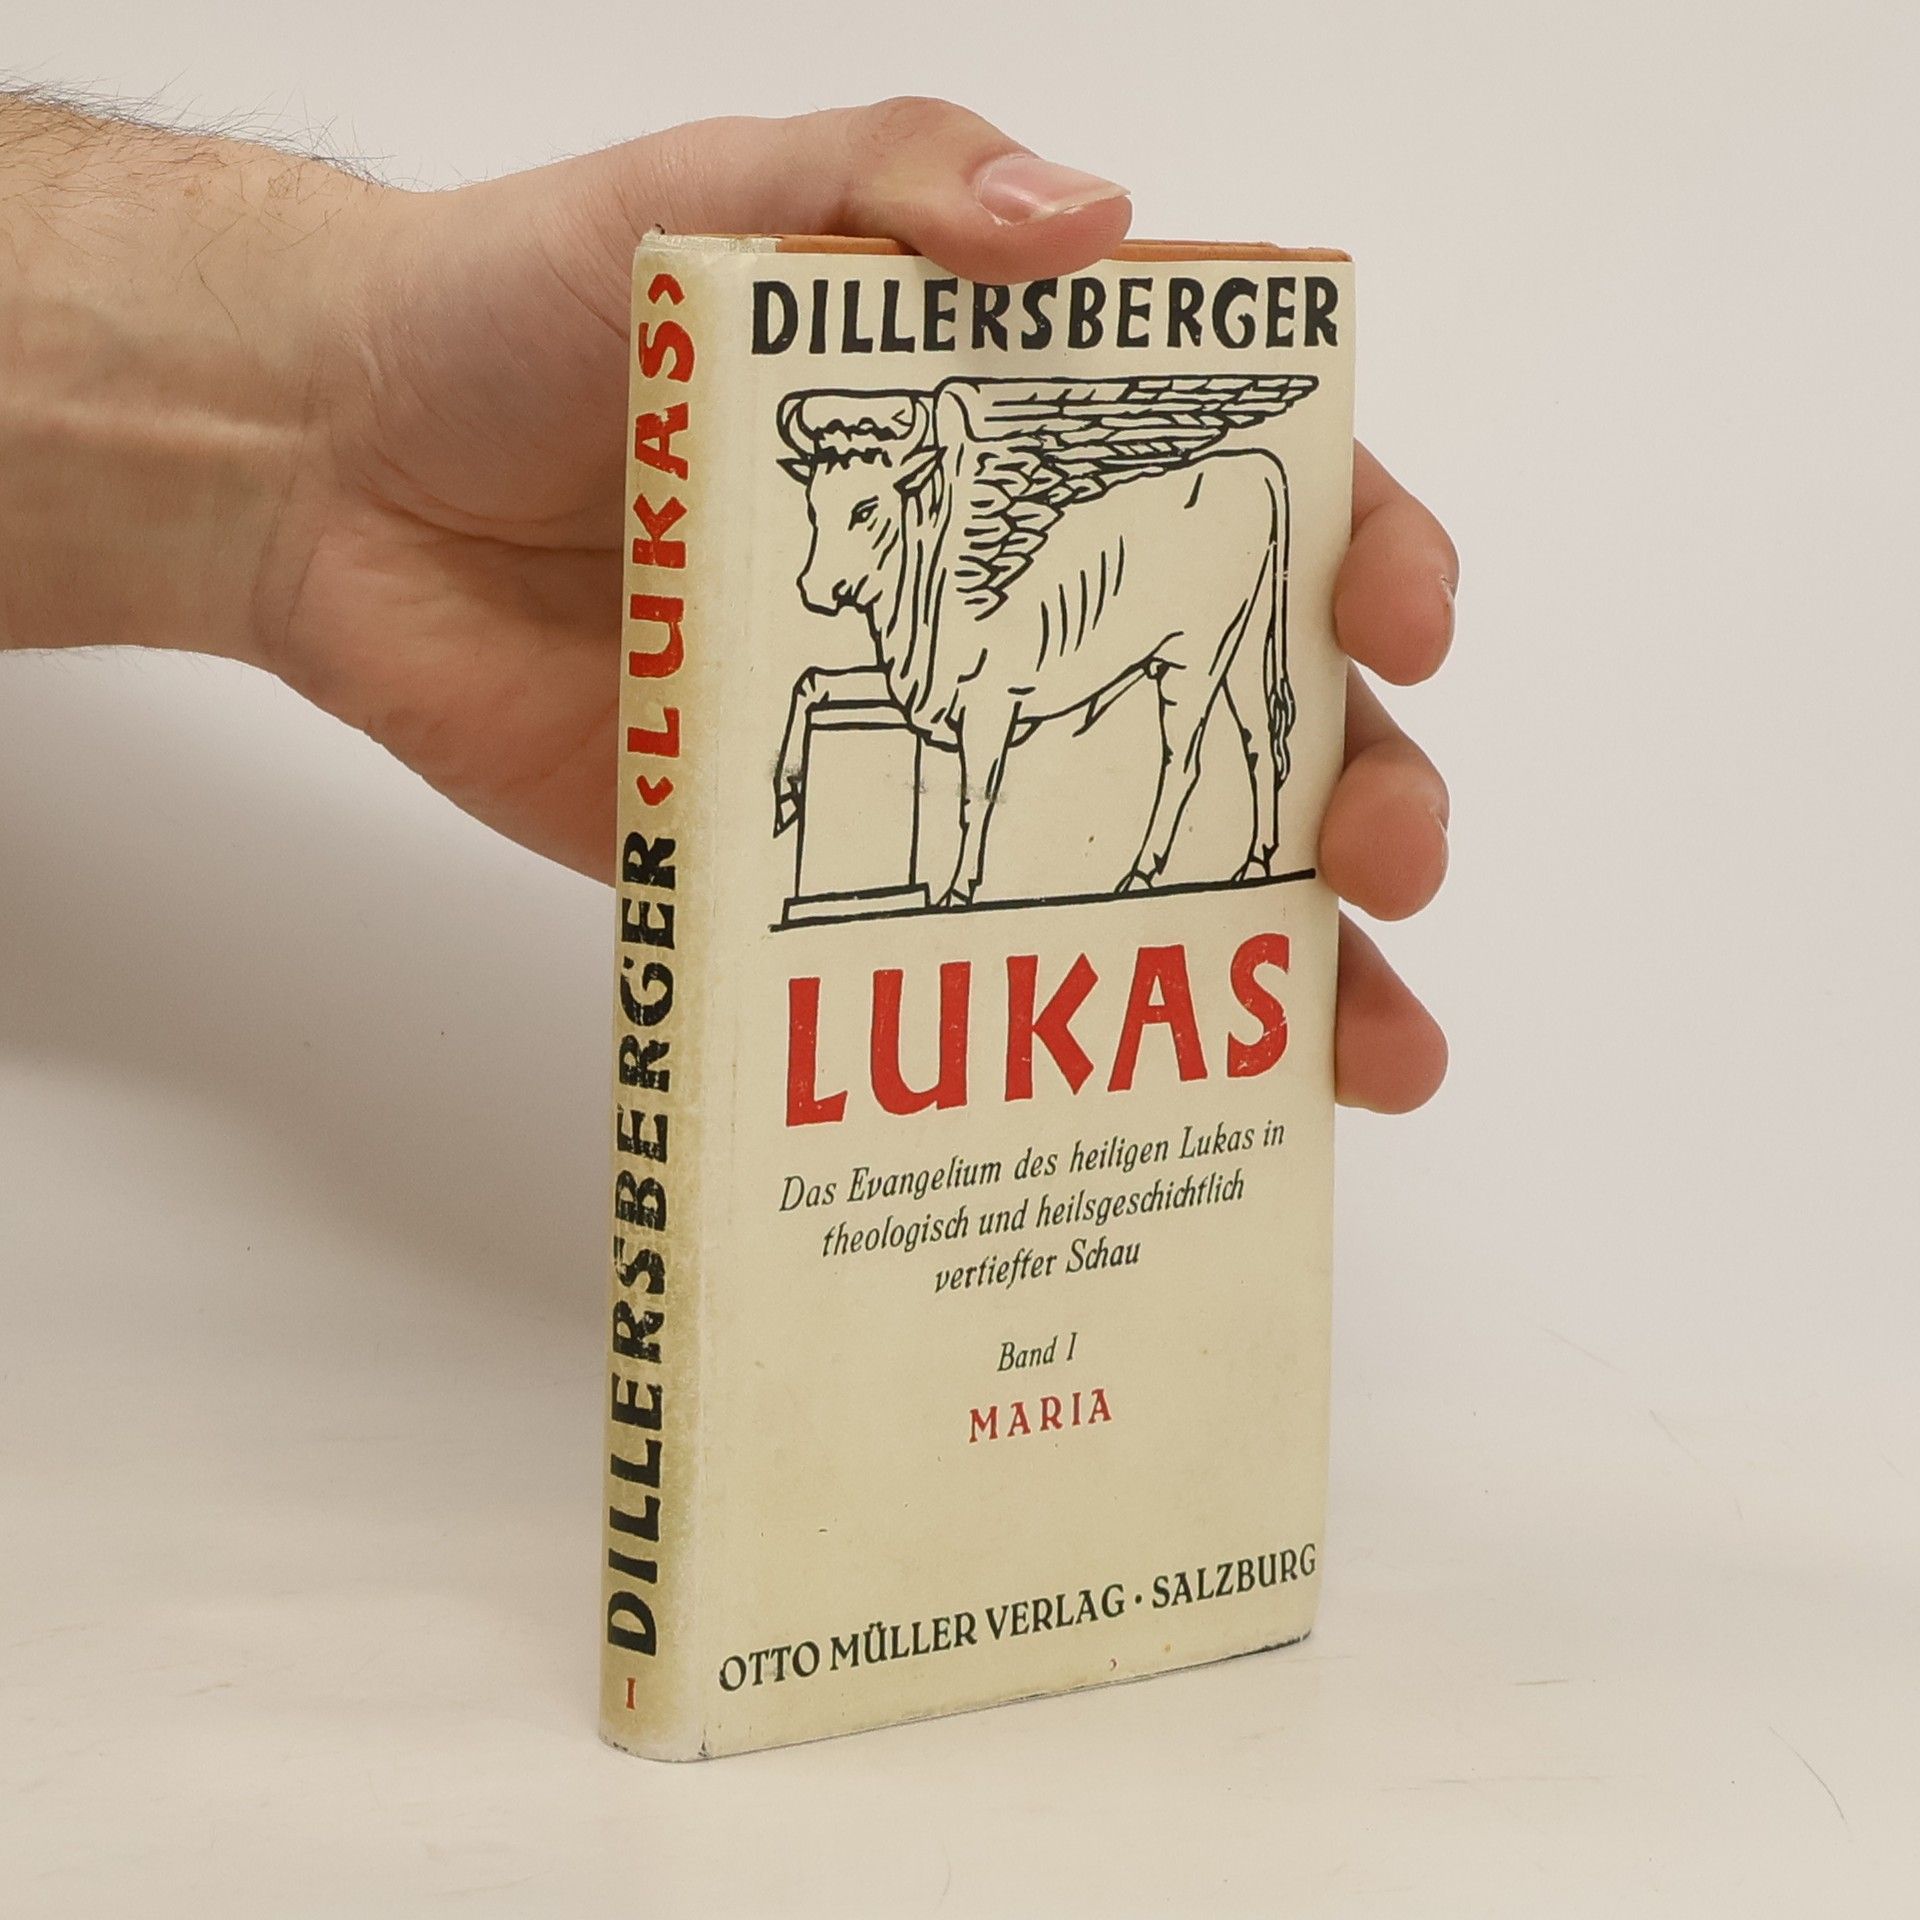 DILLERSBERGER ‹LUKAS›
I
DILLERSBERGER
LUKAS
Das Evangelium des heiligen Lukas in
theologisch und heilsgeschichtlich
vertiefter Schau
Band I
MARIA
OTTO MÜLLER VERLAG · SALZBURG